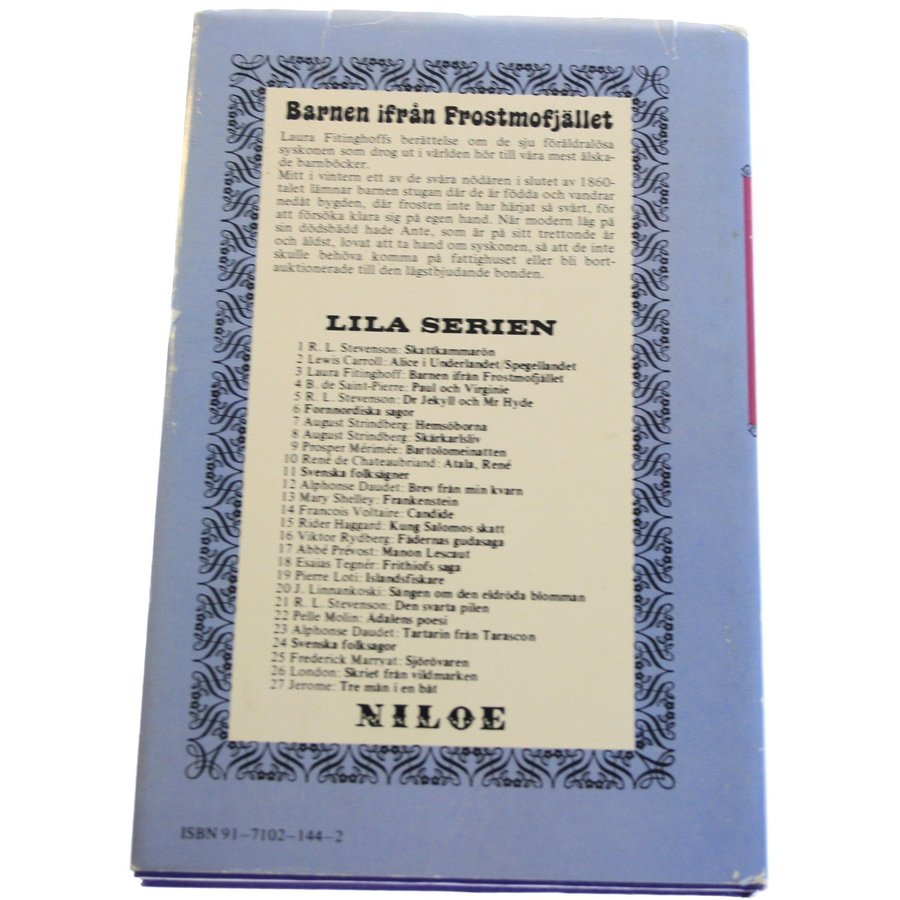 Barnen ifrån Frostmofjället
Laura Fitinghoffs berättelse om de sju föräldralösa
syskonen som drog ut i världen hör till våra mest älska-
de barnböcker.
Mitt i vintern ett av de svåra nödåren i slutet av 1860-
talet lämnar barnen stugan där de är födda och vandrar
nedåt bygden, där frosten inte har härjat så svårt, för
att försöka klara sig på egen hand. När modern låg på
sin dödsbädd hade Ante, som är på sitt trettonde år
och äldst, lovat att ta hand om syskonen, så att de inte
skulle behöva komma på fattighuset eller bli bort-
auktionerade till den lägstbjudande bonden.
LILA SERIEN
1 R. L. Stevenson: Skattkammarön
2 Lewis Carroll: Alice i Underlandet/Spegellandet
3 Laura Fitinghoff: Barnen ifrån Frostmofjället
4 B. de Saint-Pierre: Paul och Virginie
5 R. L. Stevenson: Dr Jekyll och Mr Hyde
6 Fornnordiska sagor
7 August Strindberg: Hemsöborna
8 August Strindberg: Skärkarlsliv
9 Prosper Mérimée: Bartolomeinatten
10 René de Chateaubriand: Atala, René
11 Svenska folksägner
12 Alphonse Daudet: Brev från min kvarn
13 Mary Shelley: Frankenstein
14 Francois Voltaire: Candide
15 Rider Haggard: Kung Salomos skatt
16 Viktor Rydberg: Fädernas gudasaga
17 Abbé Prévost: Manon Lescaut
18 Esaias Tegnér: Frithiofs saga
19 Pierre Loti: Islandsfiskare
20 J. Linnankoski: Sången om den eldröda blomman
21 R. L. Stevenson: Den svarta pilen
22 Pelle Molin: Ådalens poesi
23 Alphonse Daudet: Tartarin från Tarascon
24 Svenska folksagor
25 Frederick Marryat: Sjörövaren
26 London: Skriet från vildmarken
27 Jerome: Tre män i en båt
NILOE
ISBN 91-7102-144-2